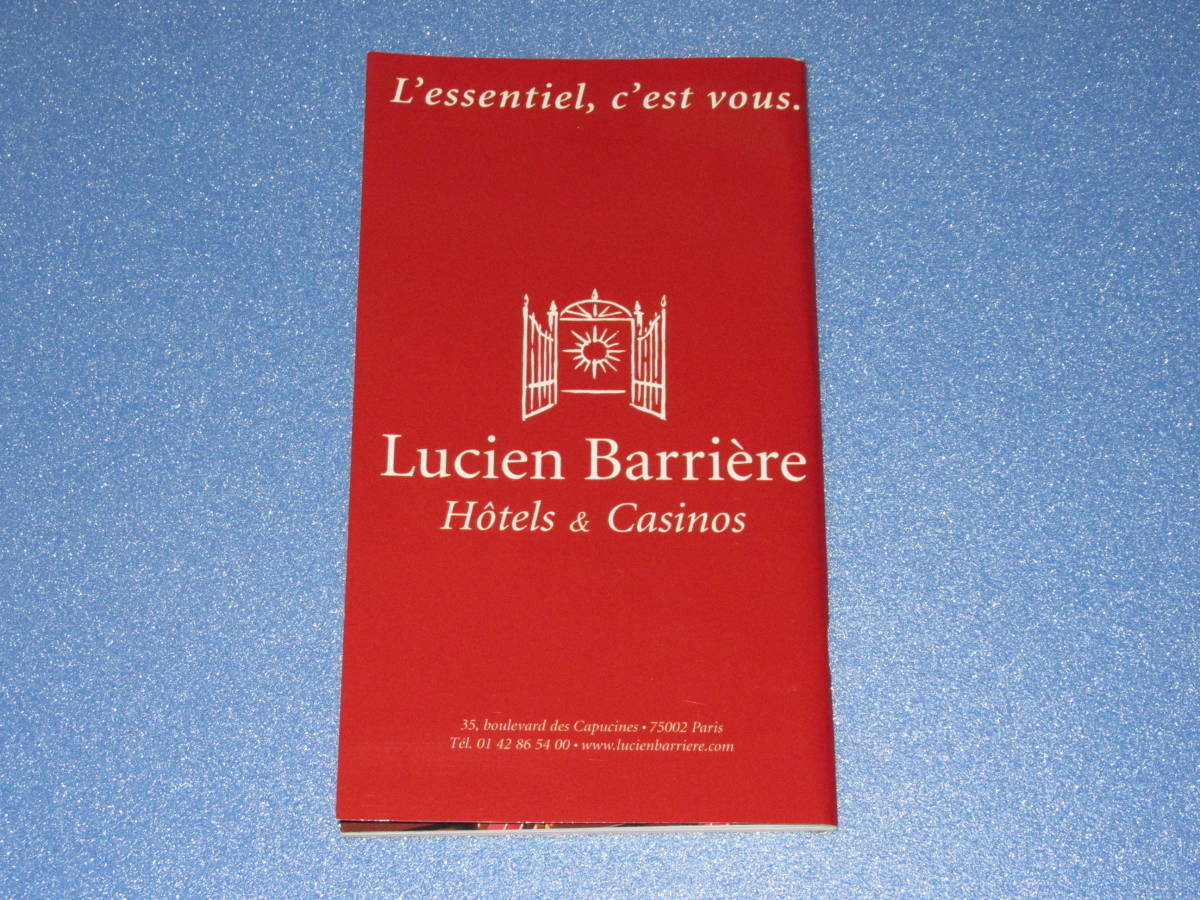 L'essentiel, c'est vous.
Lucien Barrière
Hôtels & Casinos
35, boulevard des Capucines • 75002 Paris
Tél. 01 42 86 54 00 • www.lucienbarriere.com